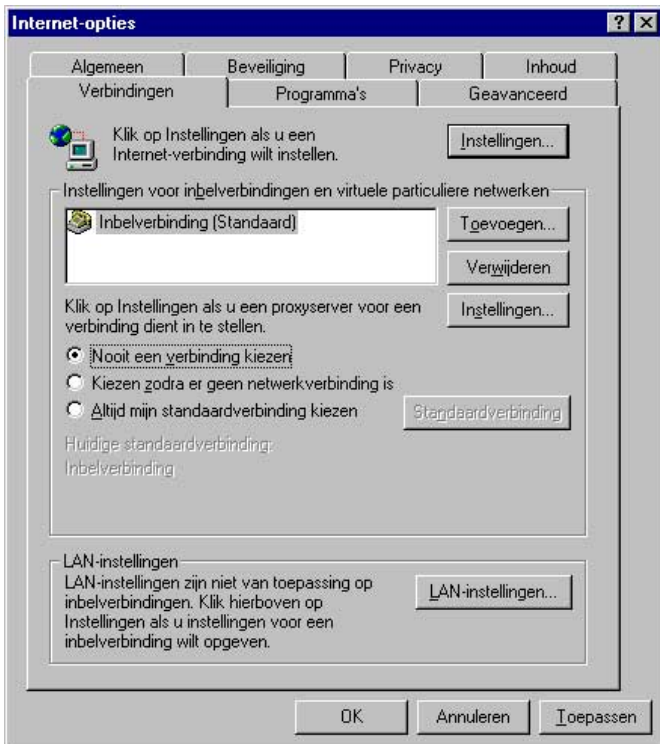 Internet-opties
Algemeen Beveiliging Privacy Inhoud
Verbindingen Programma's Geavanceerd
Klik op Instellingen als u een
Internet-verbinding wilt instellen.
Instellingen...
Instellingen voor inbelverbindingen en virtuele particuliere netwerken
Inbelverbinding (Standaard)
Toevoegen...
Verwijderen
Klik op Instellingen als u een proxyserver voor een
verbinding dient in te stellen.
Instellingen...
Nooit een verbinding kiezen
Kiezen zodra er geen netwerkverbinding is
Altijd mijn standaardverbinding kiezen
Standaardverbinding
Huidige standaardverbinding:
Inbelverbinding
LAN-instellingen
LAN-instellingen zijn niet van toepassing op
inbelverbindingen. Klik hierboven op
Instellingen als u instellingen voor een
inbelverbinding wilt opgeven.
LAN-instellingen...
OK Annuleren Toepassen